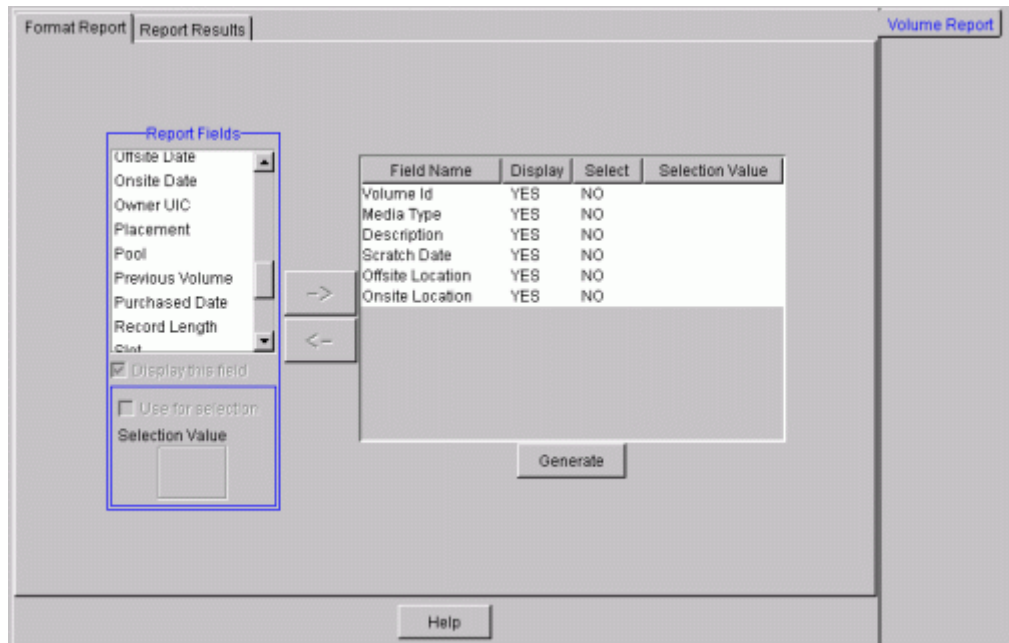 Format Report Report Results Volume Report
Report Fields
Offsite Date
Onsite Date
Owner UIC
Placement
Pool
Previous Volume
Purchased Date
Record Length
Slot
Display this field
Use for selection
Selection Value
-->
<--
Field Name Display Select Selection Value
Volume Id YES NO
Media Type YES NO
Description YES NO
Scratch Date YES NO
Offsite Location YES NO
Onsite Location YES NO
Generate
Help